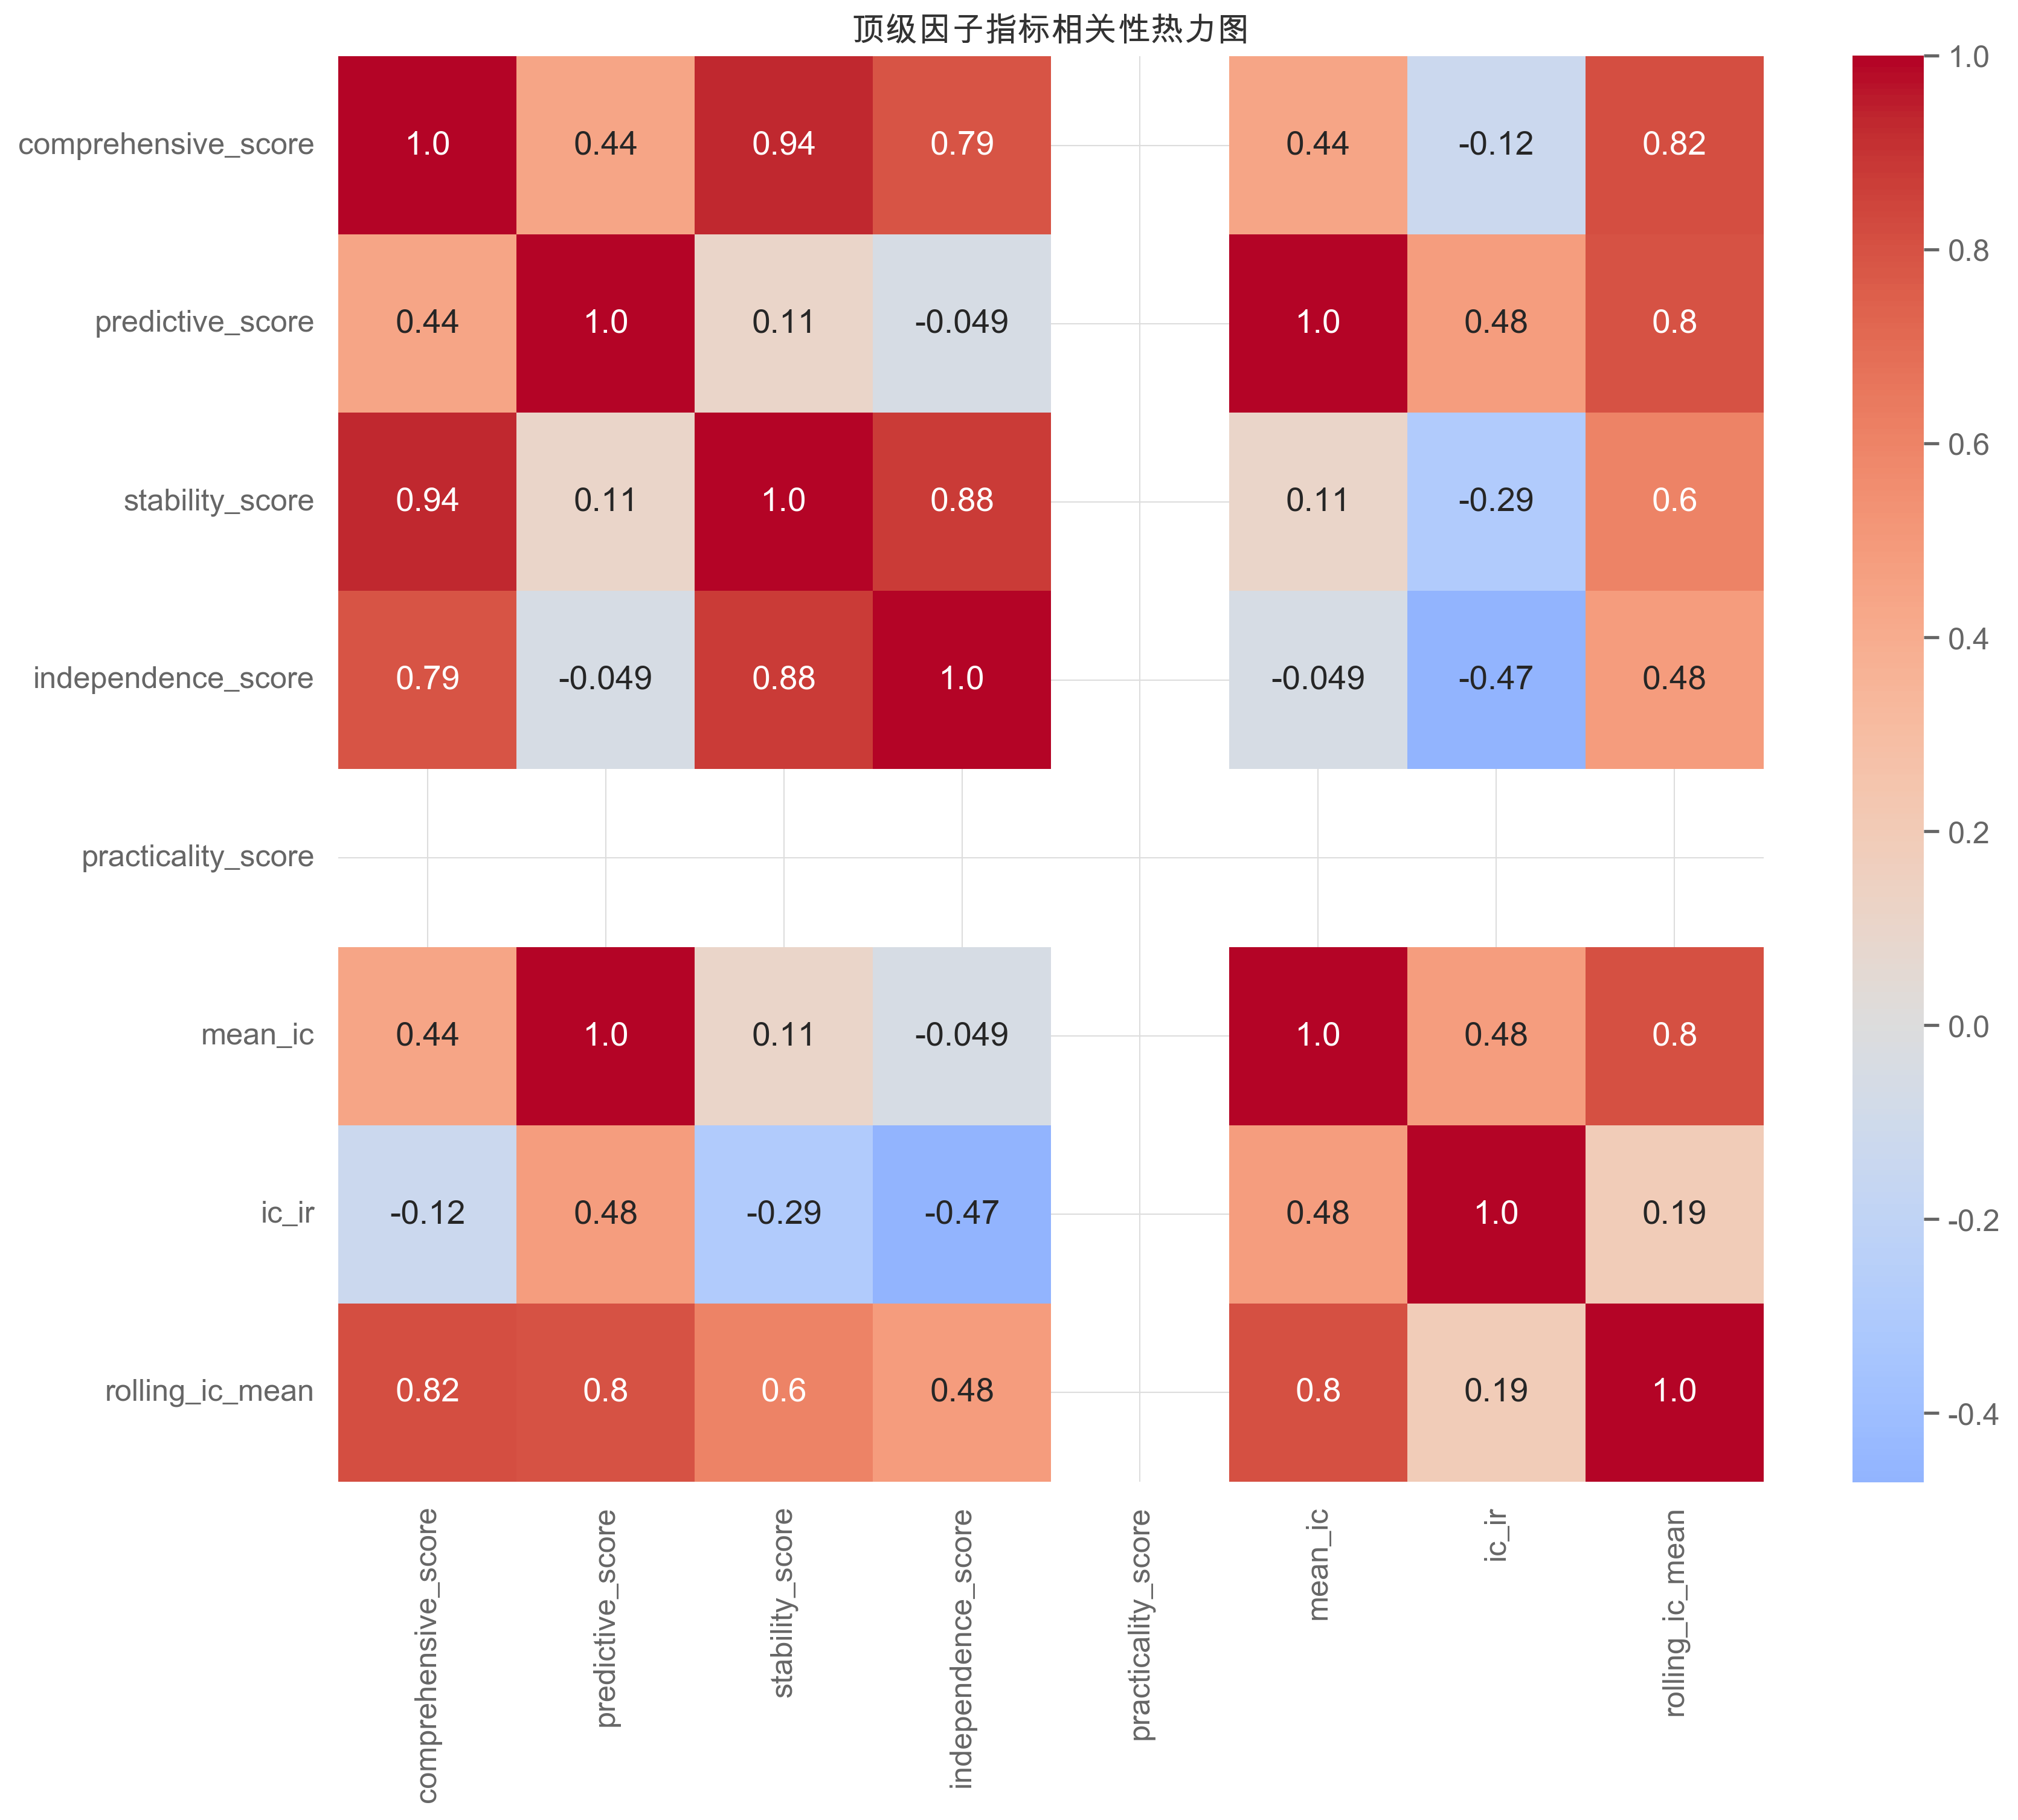 顶级因子指标相关性热力图
comprehensive_score 1.0 0.44 0.94 0.79 0.44 -0.12 0.82
predictive_score 0.44 1.0 0.11 -0.049 1.0 0.48 0.8
stability_score 0.94 0.11 1.0 0.88 0.11 -0.29 0.6
independence_score 0.79 -0.049 0.88 1.0 -0.049 -0.47 0.48
practicality_score
mean_ic 0.44 1.0 0.11 -0.049 1.0 0.48 0.8
ic_ir -0.12 0.48 -0.29 -0.47 0.48 1.0 0.19
rolling_ic_mean 0.82 0.8 0.6 0.48 0.8 0.19 1.0
comprehensive_score
predictive_score
stability_score
independence_score
practicality_score
mean_ic
ic_ir
rolling_ic_mean
1.0
0.8
0.6
0.4
0.2
0.0
-0.2
-0.4